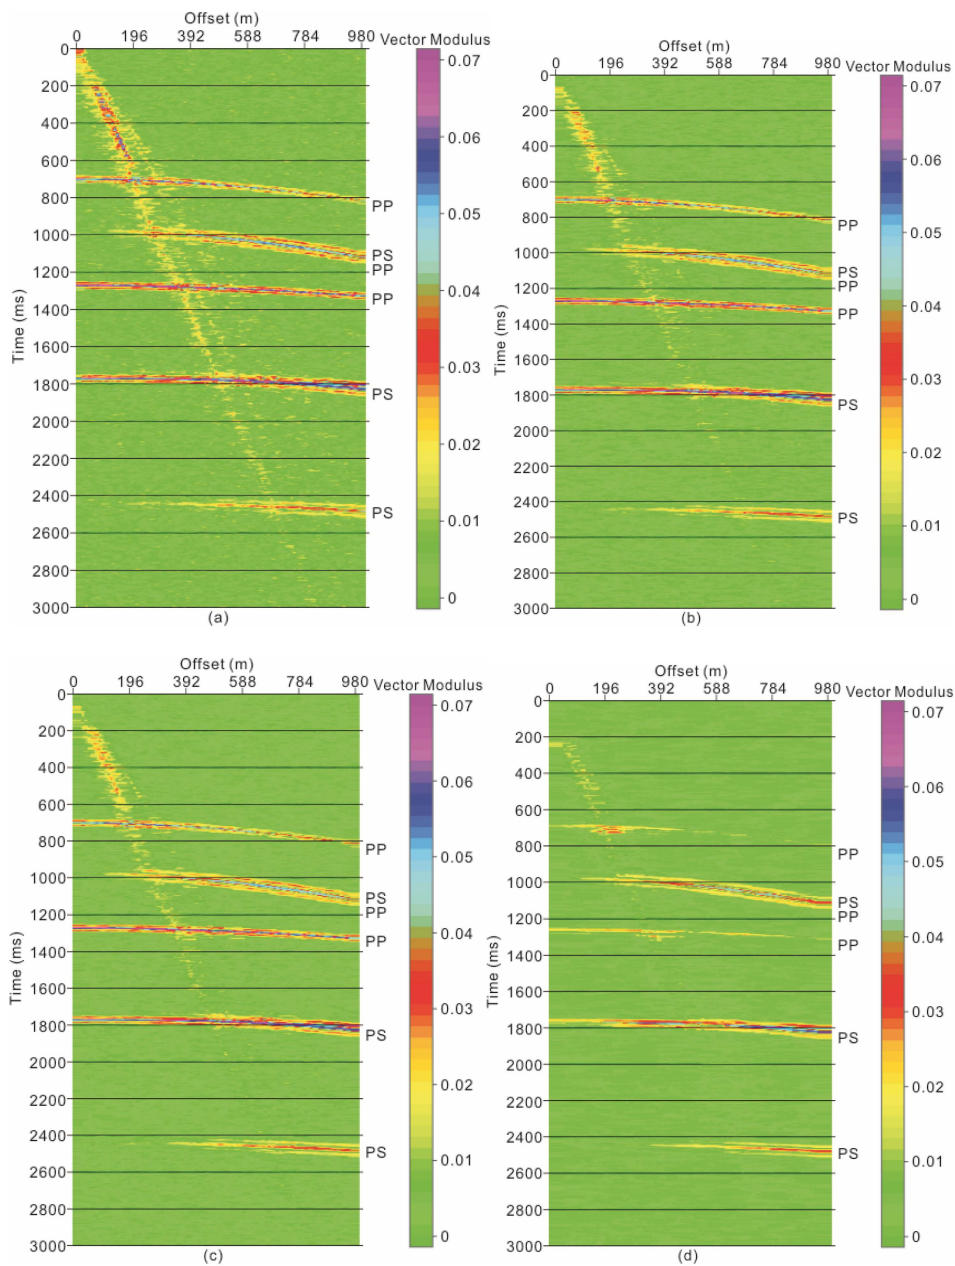 Offset (m)
0 196 392 588 784 980 Vector Modulus
0
200
400
600
800
1000
1200
1400
1600
1800
2000
2200
2400
2600
2800
3000
Time (ms)
PP
PS
PP
PP
PS
PS
0.07
0.06
0.05
0.04
0.03
0.02
0.01
0
(a)
Offset (m)
0 196 392 588 784 980 Vector Modulus
0
200
400
600
800
1000
1200
1400
1600
1800
2000
2200
2400
2600
2800
3000
Time (ms)
PP
PS
PP
PP
PS
PS
0.07
0.06
0.05
0.04
0.03
0.02
0.01
0
(b)
Offset (m)
0 196 392 588 784 980 Vector Modulus
0
200
400
600
800
1000
1200
1400
1600
1800
2000
2200
2400
2600
2800
3000
Time (ms)
PP
PS
PP
PP
PS
PS
0.07
0.06
0.05
0.04
0.03
0.02
0.01
0
(c)
Offset (m)
0 196 392 588 784 980 Vector Modulus
0
200
400
600
800
1000
1200
1400
1600
1800
2000
2200
2400
2600
2800
3000
Time (ms)
PP
PS
PP
PP
PS
PS
0.07
0.06
0.05
0.04
0.03
0.02
0.01
0
(d)